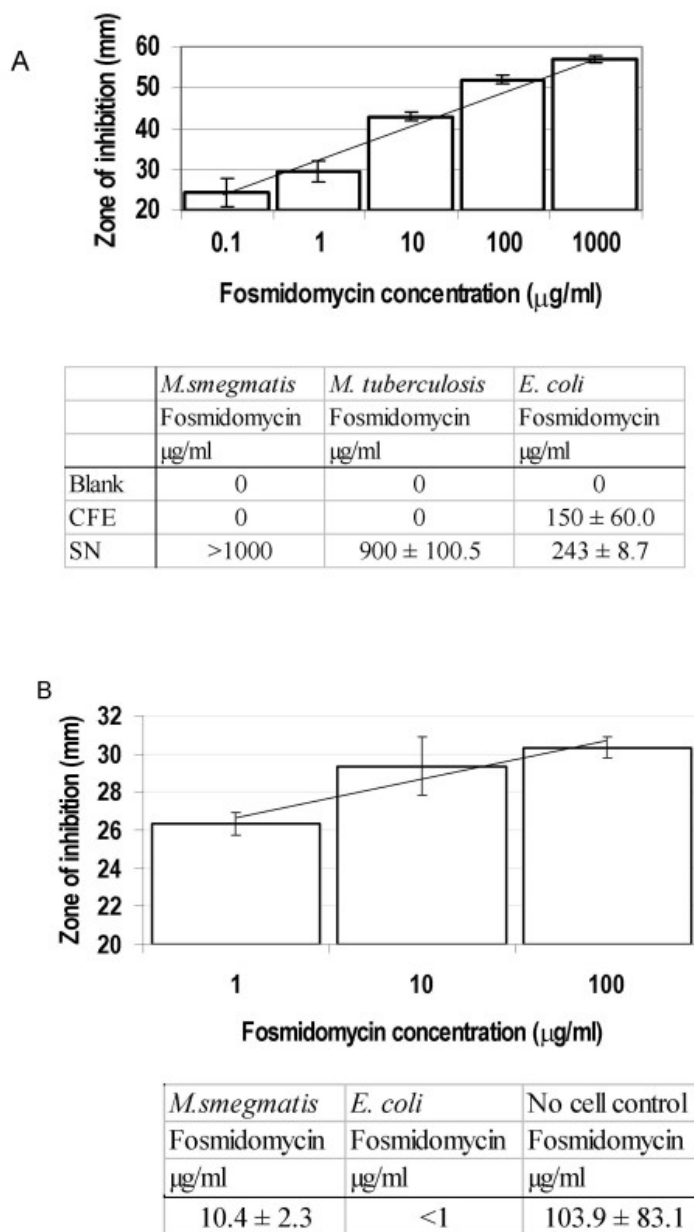 A
Zone of inhibition (mm)
60
50
40
30
20
0.1 1 10 100 1000
Fosmidomycin concentration (μg/ml)
M.smegmatis M. tuberculosis E. coli
Fosmidomycin Fosmidomycin Fosmidomycin
μg/ml μg/ml μg/ml
Blank 0 0 0
CFE 0 0 150 ± 60.0
SN >1000 900 ± 100.5 243 ± 8.7
B
Zone of inhibition (mm)
32
30
28
26
24
22
20
1 10 100
Fosmidomycin concentration (μg/ml)
M.smegmatis E. coli No cell control
Fosmidomycin Fosmidomycin Fosmidomycin
μg/ml μg/ml μg/ml
10.4 ± 2.3 <1 103.9 ± 83.1